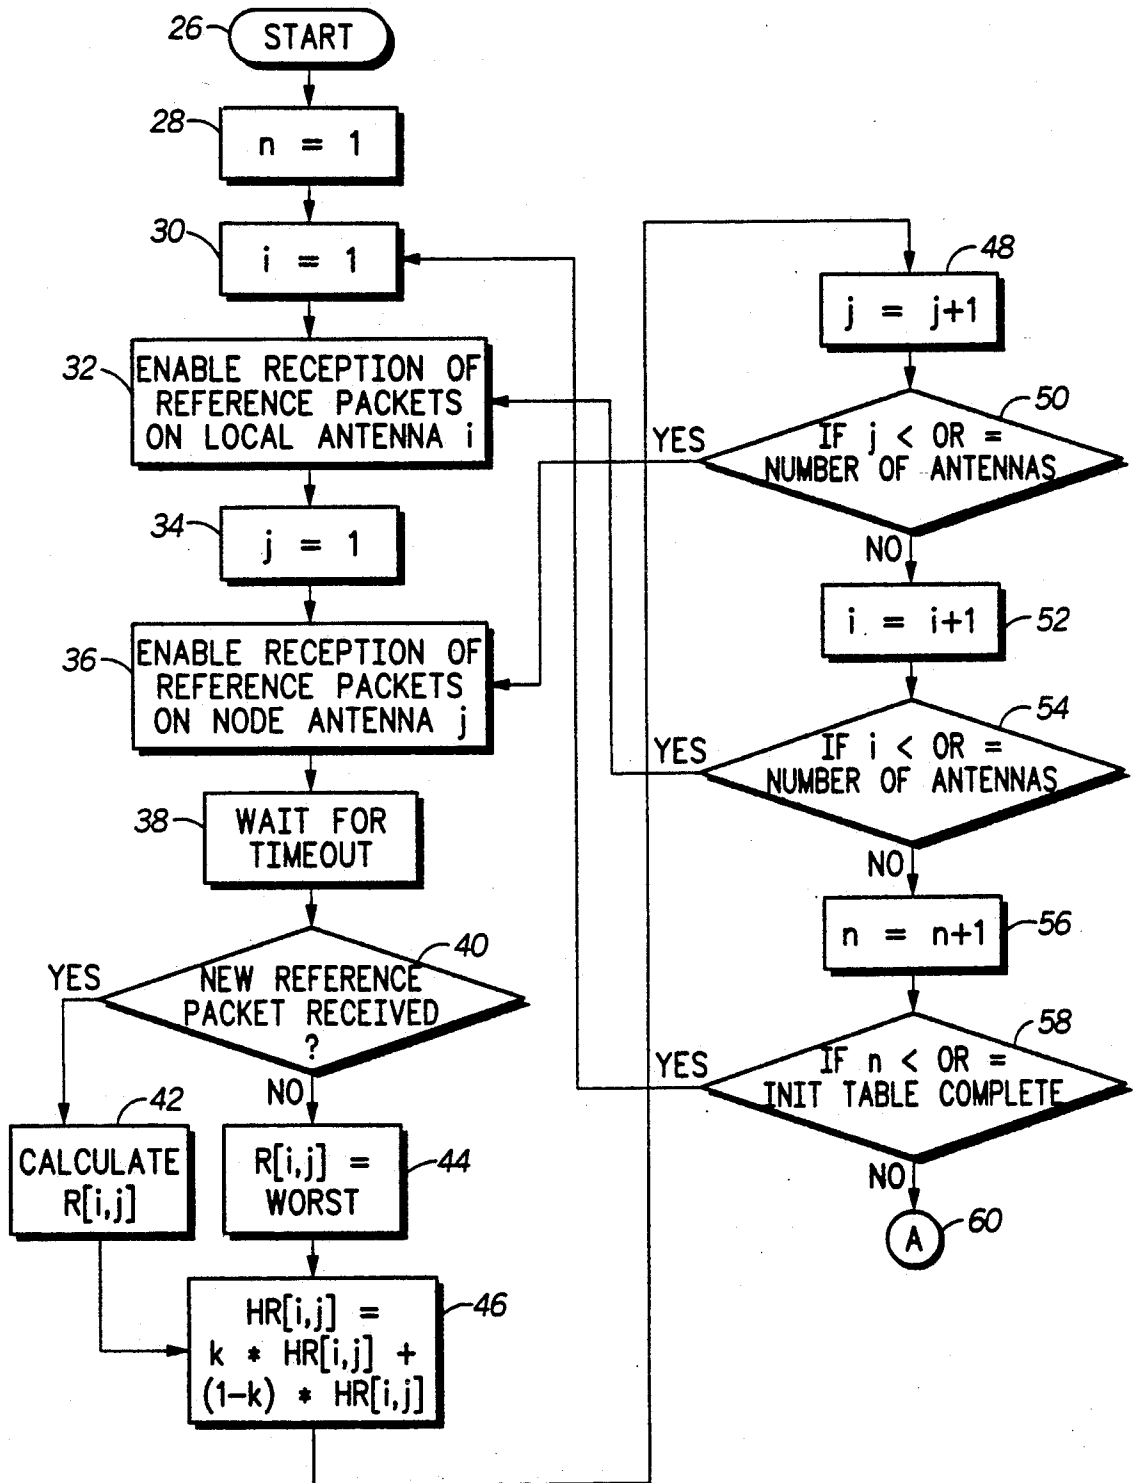 26
START
28
n = 1
30
i = 1
32
ENABLE RECEPTION OF
REFERENCE PACKETS
ON LOCAL ANTENNA i
34
j = 1
36
ENABLE RECEPTION OF
REFERENCE PACKETS
ON NODE ANTENNA j
38
WAIT FOR
TIMEOUT
40
YES
NEW REFERENCE
PACKET RECEIVED
?
NO
42
CALCULATE
R[i,j]
R[i,j] =
WORST
44
HR[i,j] =
k * HR[i,j] +
(1-k) * HR[i,j]
46
48
j = j+1
50
YES
IF j < OR =
NUMBER OF ANTENNAS
NO
i = i+1
52
54
YES
IF i < OR =
NUMBER OF ANTENNAS
NO
n = n+1
56
58
YES
IF n < OR =
INIT TABLE COMPLETE
NO
A
60